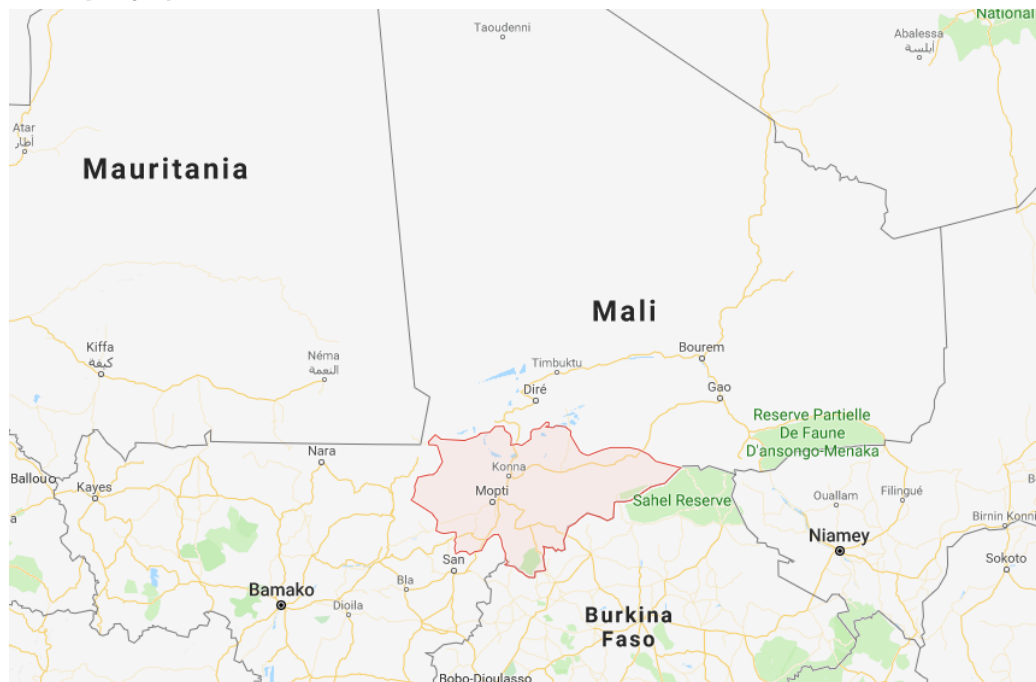 National
Taoudenni
Abalessa
أبلسة
Atar
أطار
Mauritania
Mali
Kiffa
كيفة
Néma
النعمة
Timbuktu
Bourem
Diré
Gao
Reserve Partielle
De Faune
D'ansongo-Menaka
Nara
Konna
Ballou
Kayes
Mopti
Sahel Reserve
Ouallam
Filingué
Birnin Konni
Niamey
San
Sokoto
Bla
Bamako
Dioila
Burkina
Faso
Bobo-Dioulasso